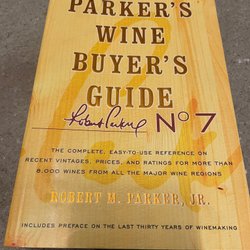 PARKER'S
WINE
BUYER'S
GUIDE
Robert Parker
Nº 7
THE COMPLETE, EASY-TO-USE REFERENCE ON
RECENT VINTAGES, PRICES, AND RATINGS FOR MORE THAN
8,000 WINES FROM ALL THE MAJOR WINE REGIONS
ROBERT M. PARKER, JR.
INCLUDES PREFACE ON THE LAST THIRTY YEARS OF WINEMAKING